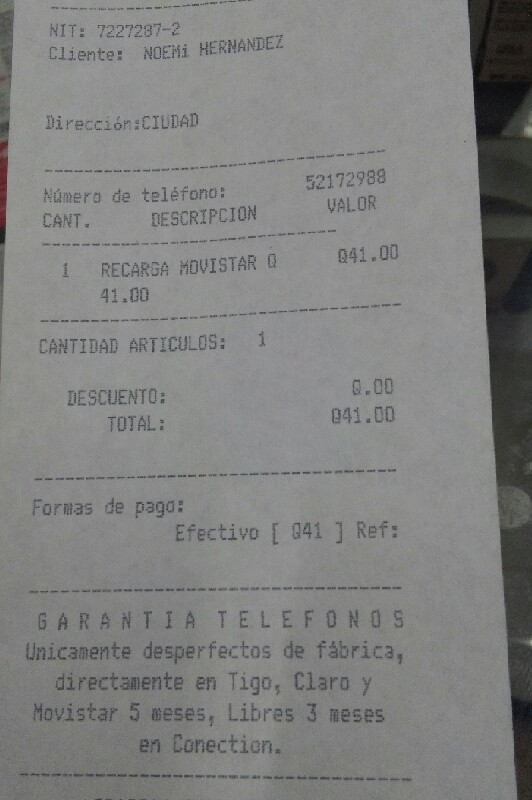 NIT: 7227287-2
Cliente: NOEMi HERNANDEZ
Dirección:CIUDAD
Número de teléfono: 52172988
CANT. DESCRIPCION VALOR
1 RECARGA MOVISTAR Q Q41.00
41.00
CANTIDAD ARTICULOS: 1
DESCUENTO: Q.00
TOTAL: Q41.00
Formas de pago:
Efectivo [ Q41 ] Ref:
G A R A N T I A T E L E F O N O S
Unicamente desperfectos de fábrica,
directamente en Tigo, Claro y
Movistar 5 meses, Libres 3 meses
en Conection.